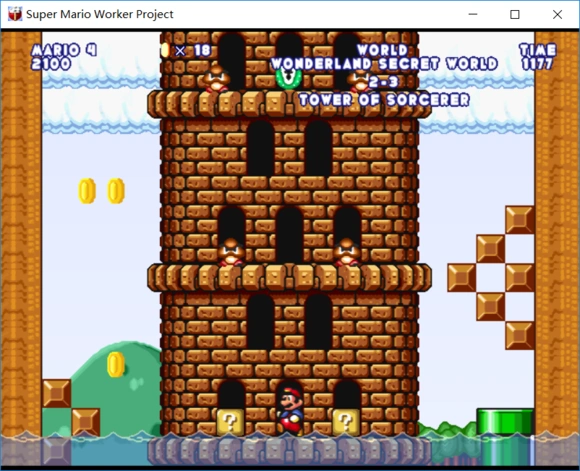 Super Mario Worker Project
MARIO 4
2100
× 18
WORLD
WONDERLAND SECRET WORLD
2-3
TOWER OF SORCERER
TIME
1177
? ?